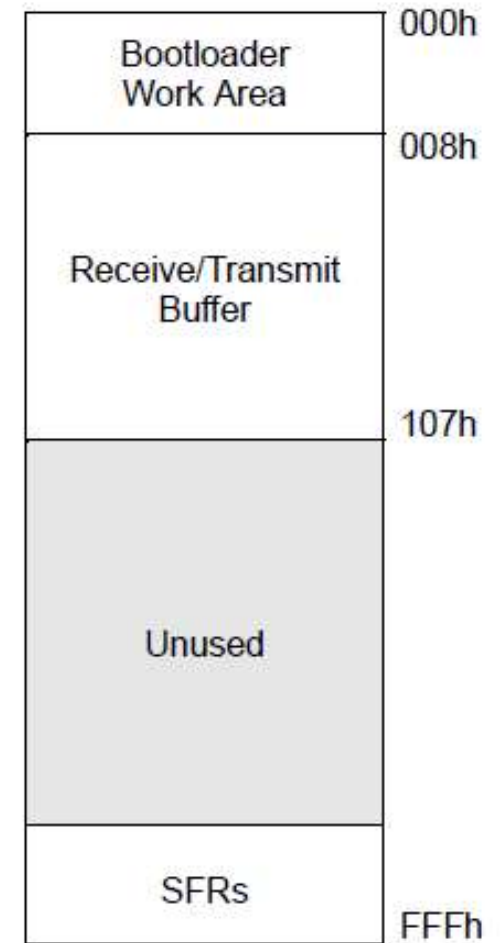 000h
Bootloader
Work Area
008h
Receive/Transmit
Buffer
107h
Unused
SFRs
FFFh